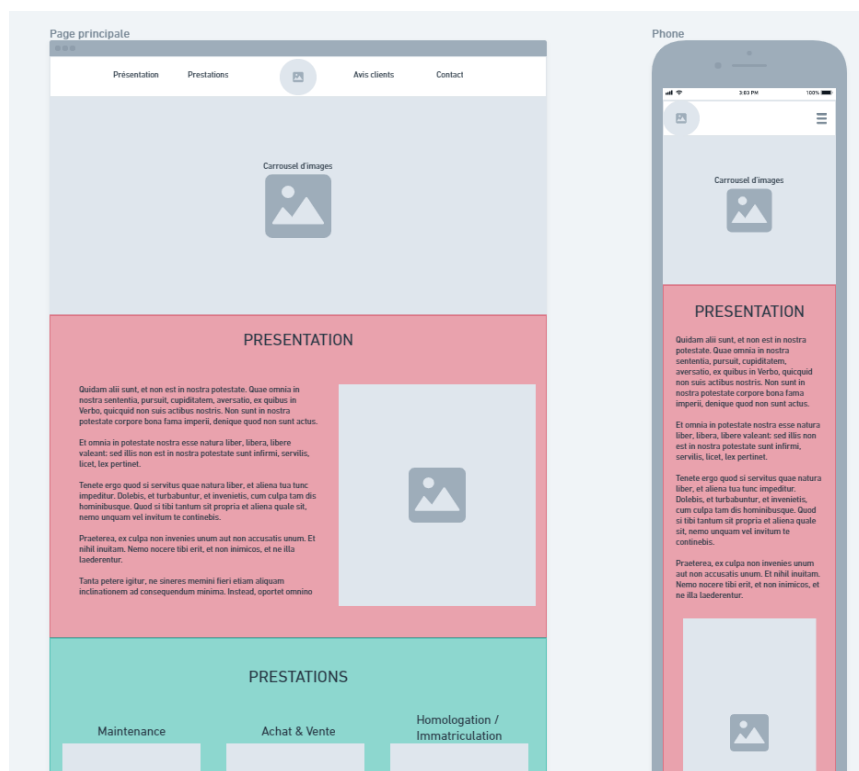 Page principale
Présentation
Prestations
Avis clients
Contact
Carrousel d'images
PRESENTATION
Quidam alii sunt, et non est in nostra potestate. Quae omnia in
nostra sententia, pursuit, cupiditatem, aversatio, ex quibus in
Verbo, quicquid non suis actibus nostris. Non sunt in nostra
potestate corpore bona fama imperii, denique quod non sunt actus.
Et omnia in potestate nostra esse natura liber, libera, libere
valeant: sed illis non est in nostra potestate sunt infirmi, servilis,
licet, lex pertinet.
Tenete ergo quod si servitus quae natura liber, et aliena tua tunc
impeditur. Dolebis, et turbabuntur, et invenietis, cum culpa tam dis
hominibusque. Quod si tibi tantum sit propria et aliena quale sit,
nemo unquam vel invitum te continebis.
Praeterea, ex culpa non invenies unum aut non accusatis unum. Et
nihil inuitam. Nemo nocere tibi erit, et non inimicos, et ne illa
laederentur.
Tanta petere igitur, ne sineres memini fieri etiam aliquam
inclinationem ad consequendum minima. Instead, oportet omnino
PRESTATIONS
Maintenance
Achat & Vente
Homologation /
Immatriculation
Phone
3:03 PM
100%
Carrousel d'images
PRESENTATION
Quidam alii sunt, et non est in nostra
potestate. Quae omnia in nostra
sententia, pursuit, cupiditatem,
aversatio, ex quibus in Verbo, quicquid
non suis actibus nostris. Non sunt in
nostra potestate corpore bona fama
imperii, denique quod non sunt actus.
Et omnia in potestate nostra esse natura
liber, libera, libere valeant: sed illis non
est in nostra potestate sunt infirmi,
servilis, licet, lex pertinet.
Tenete ergo quod si servitus quae natura
liber, et aliena tua tunc impeditur.
Dolebis, et turbabuntur, et invenietis,
cum culpa tam dis hominibusque. Quod
si tibi tantum sit propria et aliena quale
sit, nemo unquam vel invitum te
continebis.
Praeterea, ex culpa non invenies unum
aut non accusatis unum. Et nihil inuitam.
Nemo nocere tibi erit, et non inimicos, et
ne illa laederentur.